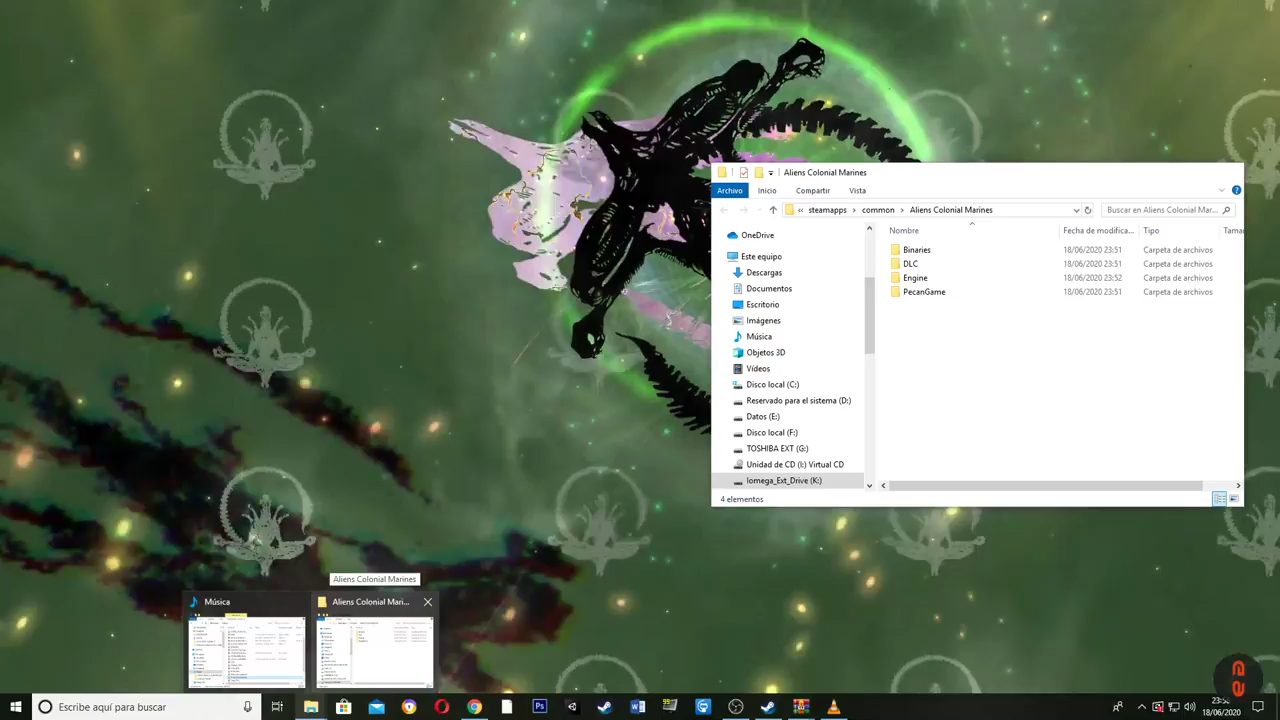 Aliens Colonial Marines
Archivo
Inicio
Compartir
Vista
steamapps
common
Aliens Colonial Marines
Buscar en Aliens Colonial Mar...
Nombre
Fecha de modifica...
Tipo
Tamar
OneDrive
Este equipo
Descargas
Documentos
Escritorio
Imágenes
Música
Objetos 3D
Vídeos
Disco local (C:)
Reservado para el sistema (D:)
Datos (E:)
Disco local (F:)
TOSHIBA EXT (G:)
Unidad de CD (I:) Virtual CD
Iomega_Ext_Drive (K:)
Binaries 18/06/2020 23:51 Carpeta de archivos
DLC 18/06/2020 23:51 Carpeta de archivos
Engine 18/06/2020 23:52 Carpeta de archivos
PecanGame 18/06/2020 23:51 Carpeta de archivos
4 elementos
Aliens Colonial Marines
Música
Aliens Colonial Mari...
Escribe aquí para buscar
18/06/2020